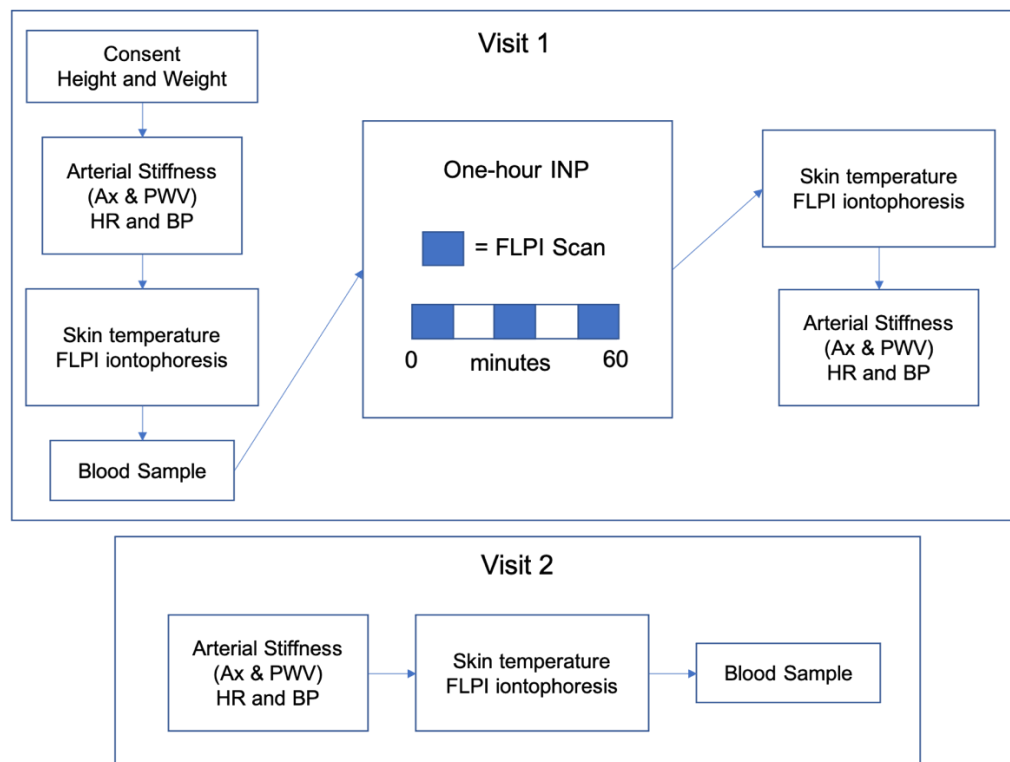 Visit 1
Consent
Height and Weight
Arterial Stiffness
(Ax & PWV)
HR and BP
Skin temperature
FLPI iontophoresis
Blood Sample
One-hour INP
= FLPI Scan
0 minutes 60
Skin temperature
FLPI iontophoresis
Arterial Stiffness
(Ax & PWV)
HR and BP
Visit 2
Arterial Stiffness
(Ax & PWV)
HR and BP
Skin temperature
FLPI iontophoresis
Blood Sample